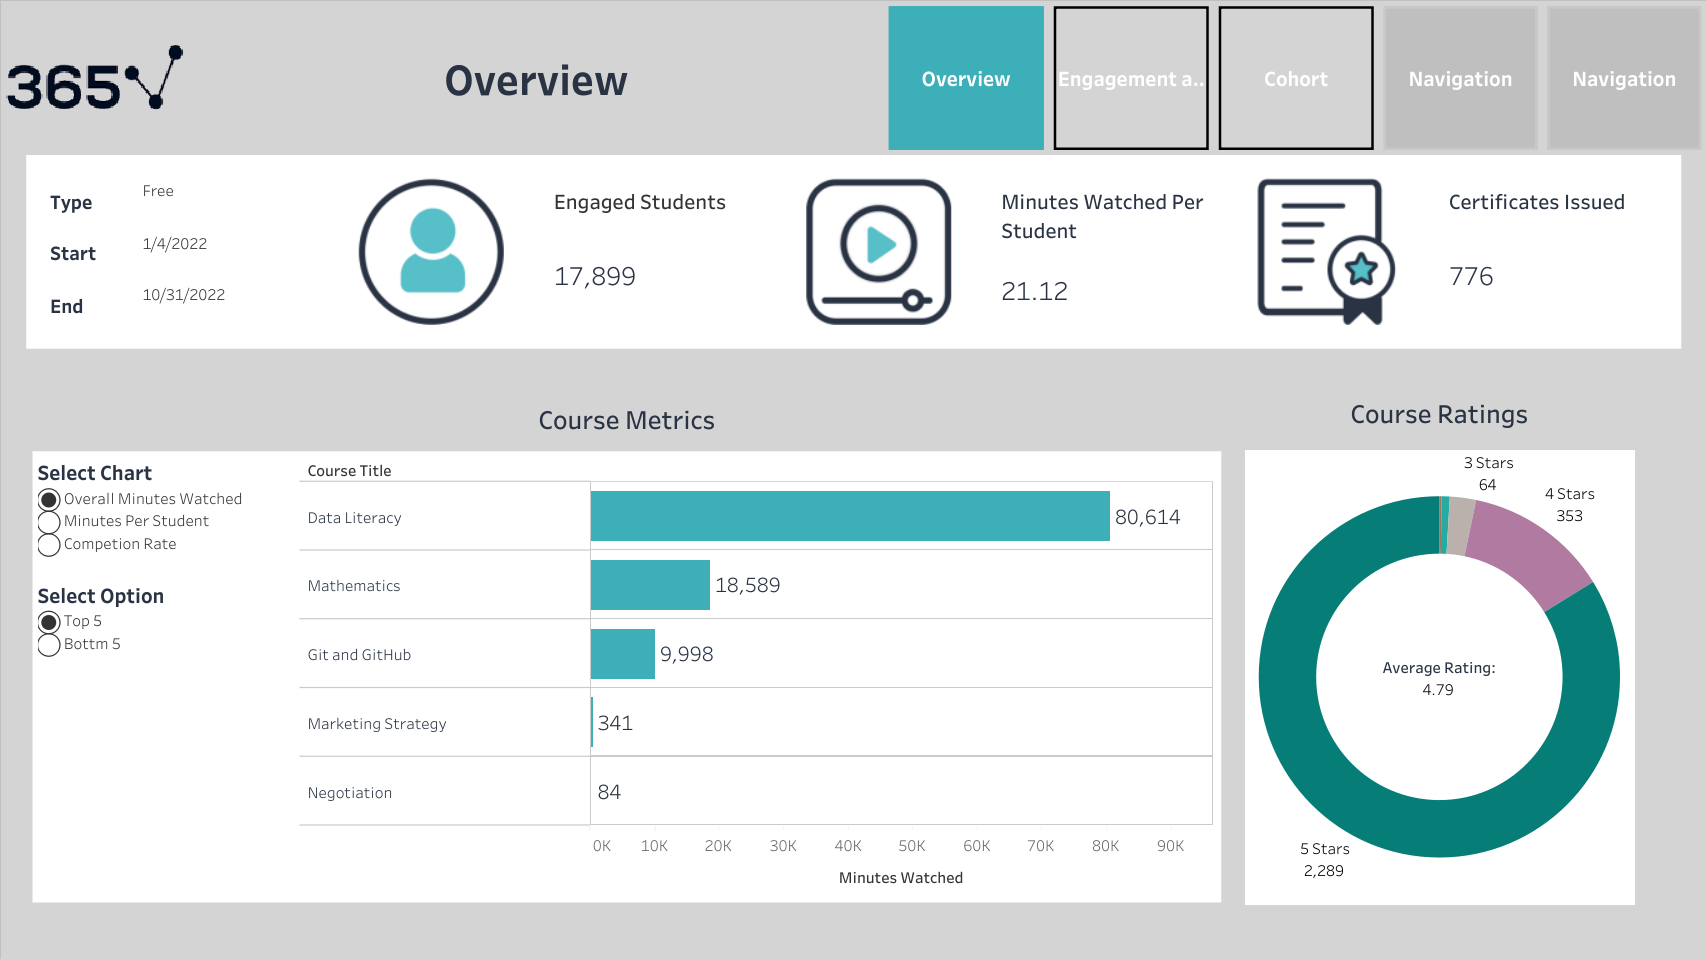 365
Overview
Overview
Engagement a..
Cohort
Navigation
Navigation
Type
Free
Start
1/4/2022
End
10/31/2022
Engaged Students
17,899
Minutes Watched Per
Student
21.12
Certificates Issued
776
Course Metrics
Select Chart
Overall Minutes Watched
Minutes Per Student
Competion Rate
Select Option
Top 5
Bottm 5
Course Title
Data Literacy
80,614
Mathematics
18,589
Git and GitHub
9,998
Marketing Strategy
341
Negotiation
84
0K 10K 20K 30K 40K 50K 60K 70K 80K 90K
Minutes Watched
Course Ratings
3 Stars
64
4 Stars
353
Average Rating:
4.79
5 Stars
2,289